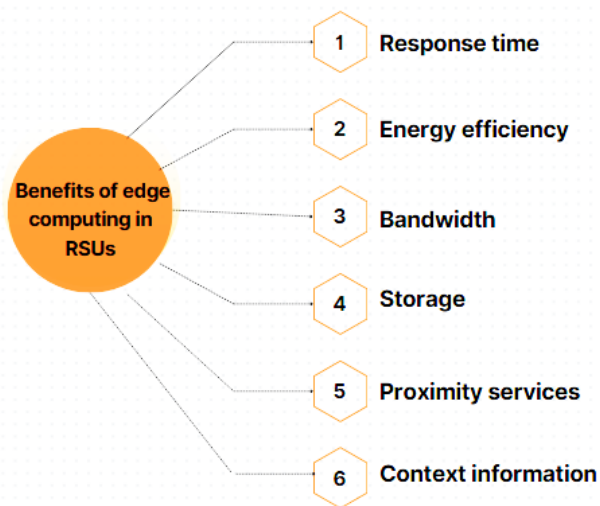 Benefits of edge
computing in
RSUs
1 Response time
2 Energy efficiency
3 Bandwidth
4 Storage
5 Proximity services
6 Context information